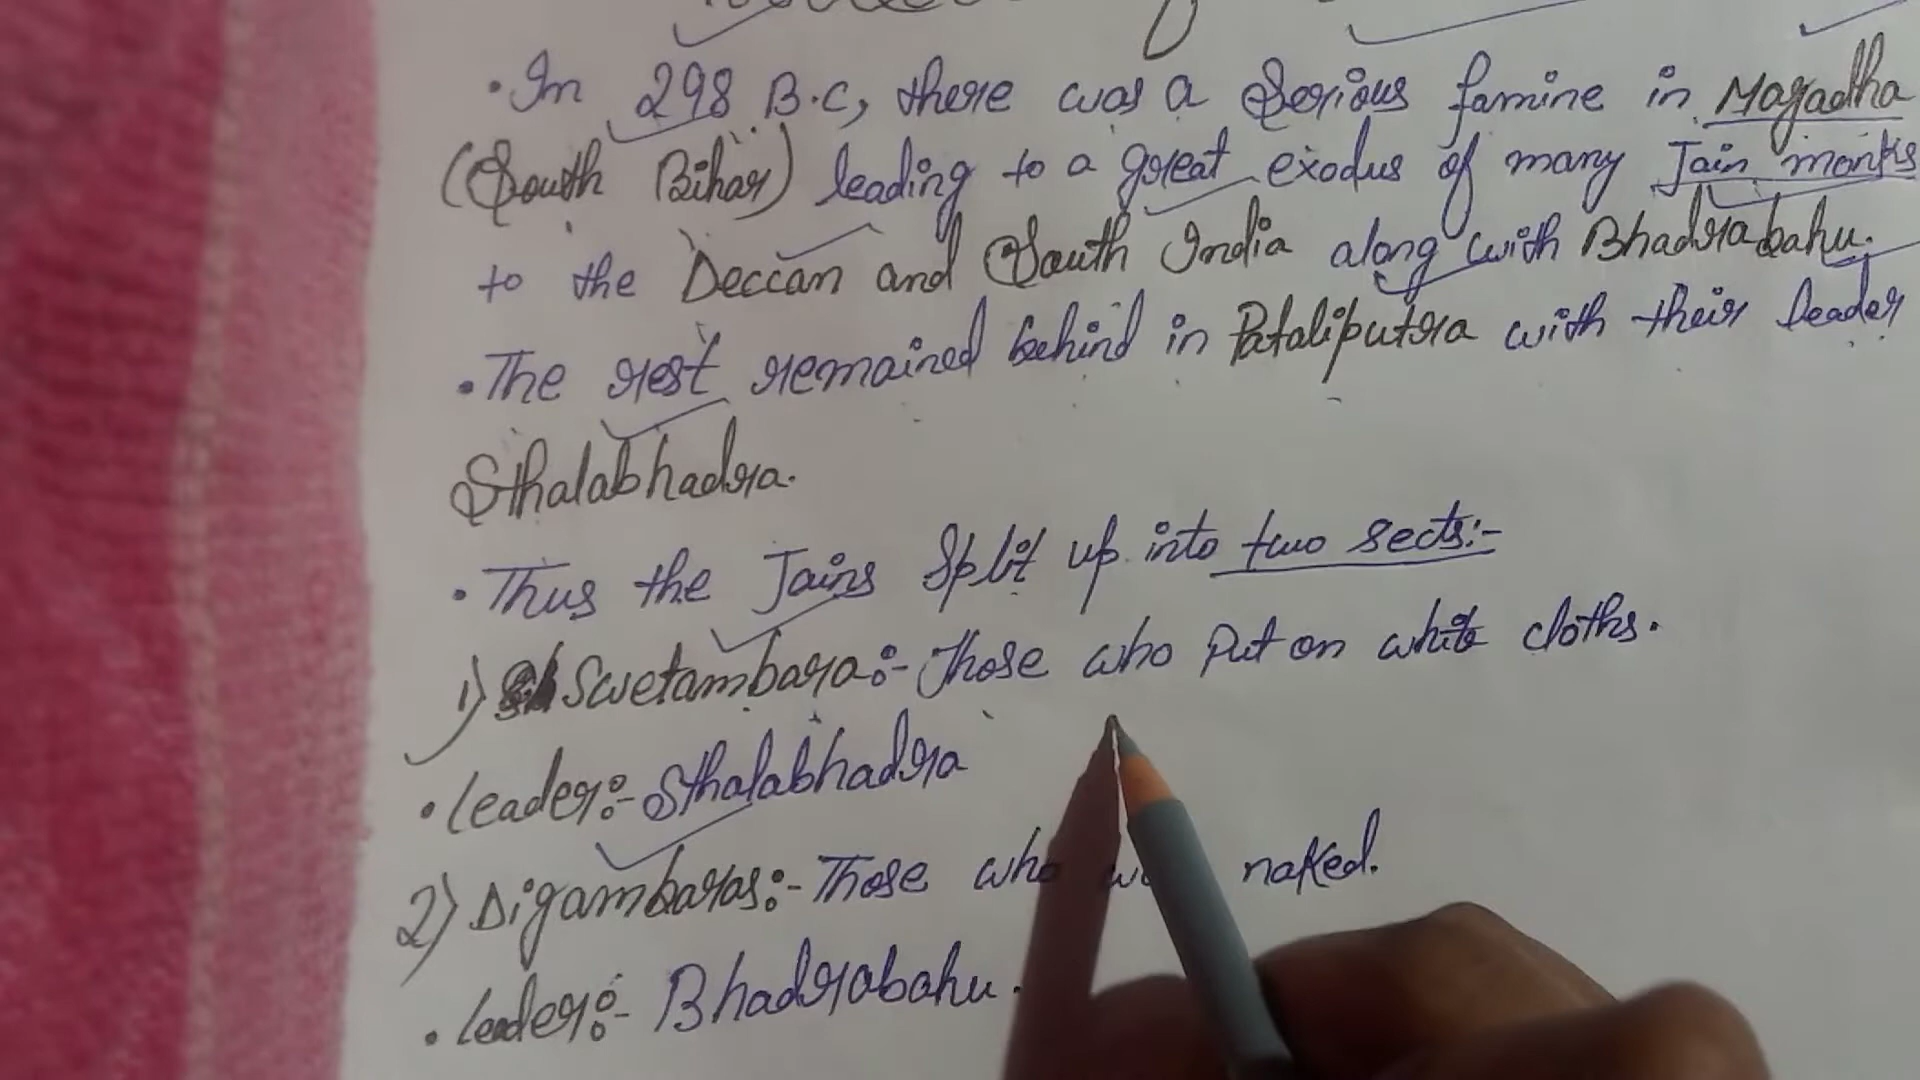 • In 298 B.C, there was a Serious famine in Magadha
(South Bihar) leading to a great exodus of many Jain monks
to the Deccan and South India along with Bhadrabahu.
• The rest remained behind in Pataliputra with their leader
Sthalabhadra.
• Thus the Jains Split up into two sects:-
1) Swetambara:- Those who Put on white cloths.
• Leader:- Sthalabhadra
2) Digambaras:- Those who naked.
• Leader:- Bhadrabahu.